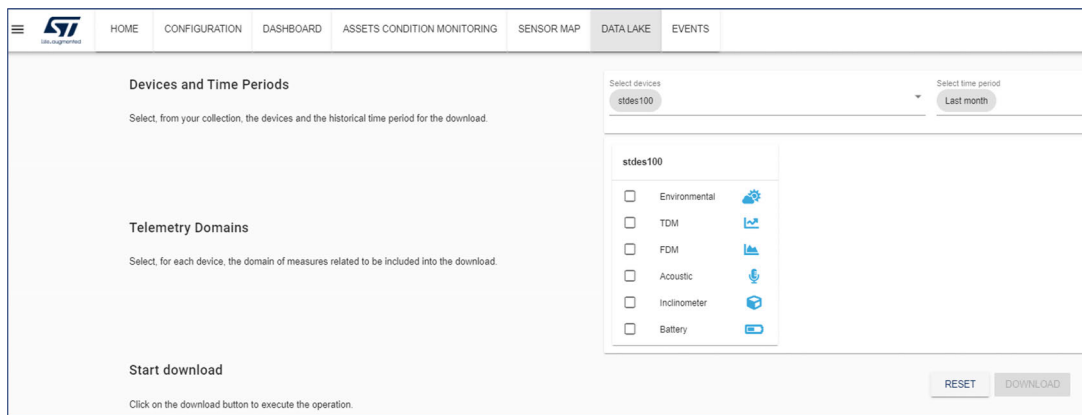 ST
life.augmented
HOME
CONFIGURATION
DASHBOARD
ASSETS CONDITION MONITORING
SENSOR MAP
DATA LAKE
EVENTS
Devices and Time Periods
Select, from your collection, the devices and the historical time period for the download.
Select devices
stdes100
Select time period
Last month
stdes100
Environmental
TDM
FDM
Acoustic
Inclinometer
Battery
Telemetry Domains
Select, for each device, the domain of measures related to be included into the download.
Start download
Click on the download button to execute the operation.
RESET
DOWNLOAD